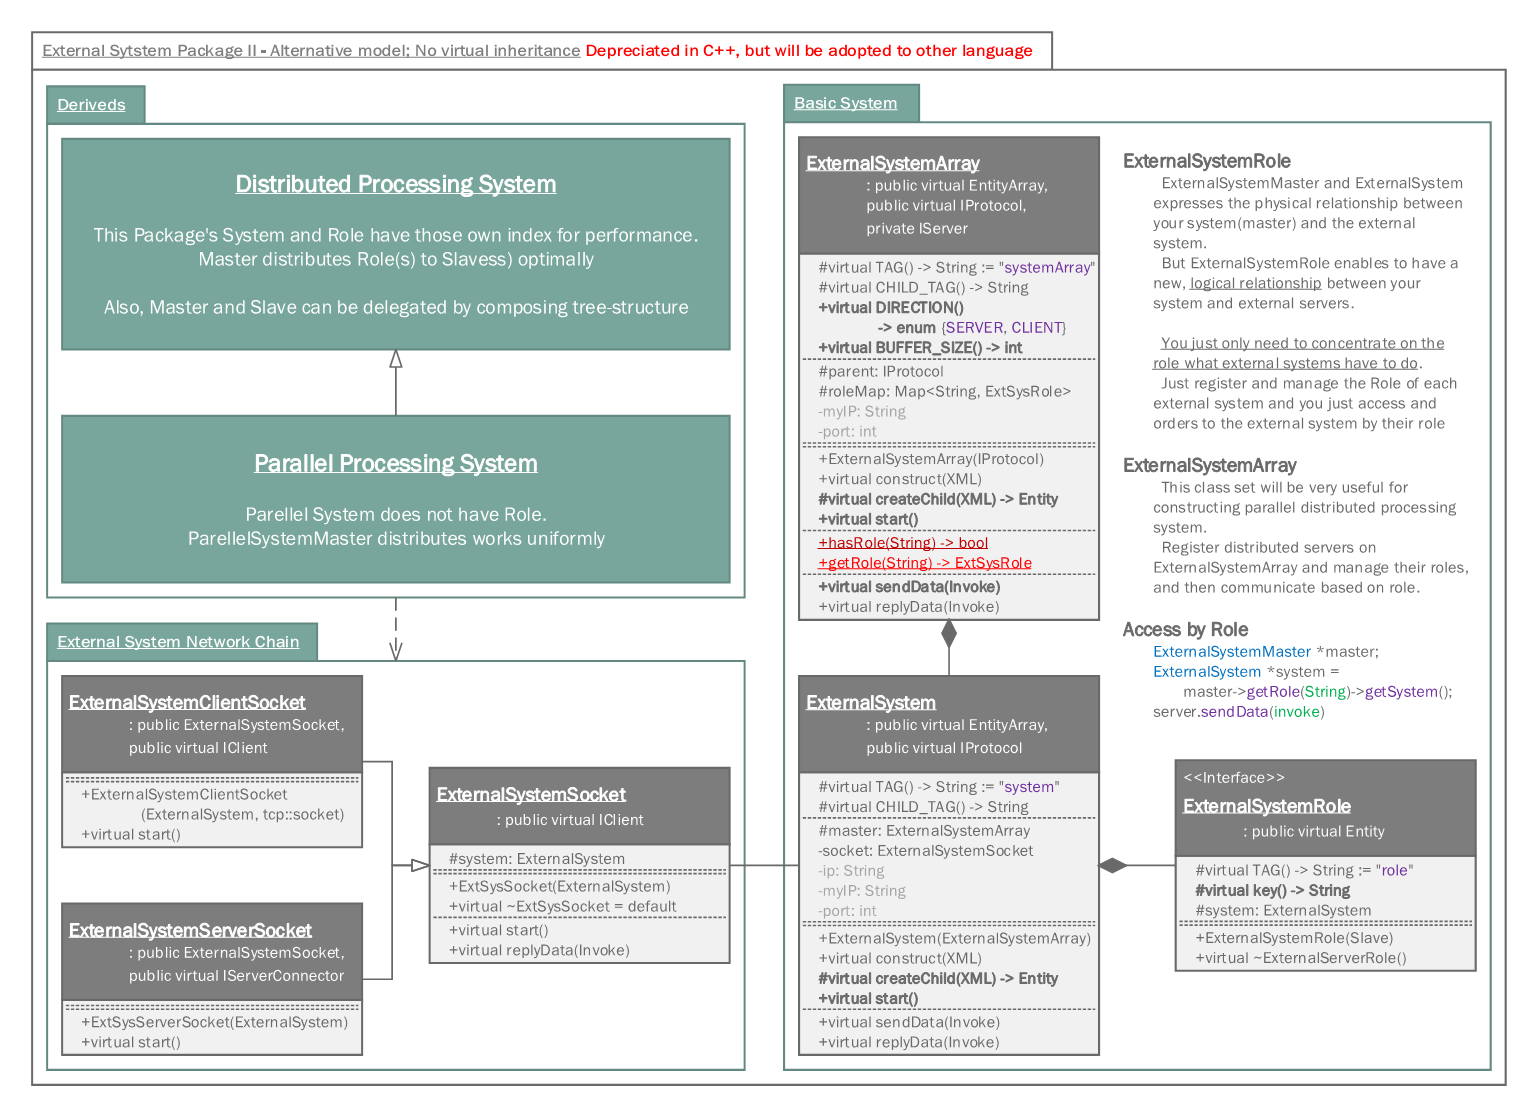 External Sytstem Package II - Alternative model; No virtual inheritance Depreciated in C++, but will be adopted to other language
Deriveds
Distributed Processing System
This Package's System and Role have those own index for performance.
Master distributes Role(s) to Slavess) optimally
Also, Master and Slave can be delegated by composing tree-structure
Parallel Processing System
Parellel System does not have Role.
ParellelSystemMaster distributes works uniformly
External System Network Chain
ExternalSystemClientSocket
: public ExternalSystemSocket,
public virtual IClient
+ExternalSystemClientSocket
(ExternalSystem, tcp::socket)
+virtual start()
ExternalSystemServerSocket
: public ExternalSystemSocket,
public virtual IServerConnector
+ExtSysServerSocket(ExternalSystem)
+virtual start()
ExternalSystemSocket
: public virtual IClient
#system: ExternalSystem
+ExtSysSocket(ExternalSystem)
+virtual ~ExtSysSocket = default
+virtual start()
+virtual replyData(Invoke)
Basic System
ExternalSystemArray
: public virtual EntityArray,
public virtual IProtocol,
private IServer
#virtual TAG() -> String := "systemArray"
#virtual CHILD_TAG() -> String
+virtual DIRECTION()
-> enum {SERVER, CLIENT}
+virtual BUFFER_SIZE() -> int
#parent: IProtocol
#roleMap: Map<String, ExtSysRole>
-myIP: String
-port: int
+ExternalSystemArray(IProtocol)
+virtual construct(XML)
#virtual createChild(XML) -> Entity
+virtual start()
+hasRole(String) -> bool
+getRole(String) -> ExtSysRole
+virtual sendData(Invoke)
+virtual replyData(Invoke)
ExternalSystem
: public virtual EntityArray,
public virtual IProtocol
#virtual TAG() -> String := "system"
#virtual CHILD_TAG() -> String
#master: ExternalSystemArray
-socket: ExternalSystemSocket
-ip: String
-myIP: String
-port: int
+ExternalSystem(ExternalSystemArray)
+virtual construct(XML)
#virtual createChild(XML) -> Entity
+virtual start()
+virtual sendData(Invoke)
+virtual replyData(Invoke)
ExternalSystemRole
ExternalSystemMaster and ExternalSystem
expresses the physical relationship between
your system(master) and the external
system.
But ExternalSystemRole enables to have a
new, logical relationship between your
system and external servers.
You just only need to concentrate on the
role what external systems have to do.
Just register and manage the Role of each
external system and you just access and
orders to the external system by their role
ExternalSystemArray
This class set will be very useful for
constructing parallel distributed processing
system.
Register distributed servers on
ExternalSystemArray and manage their roles,
and then communicate based on role.
Access by Role
ExternalSystemMaster *master;
ExternalSystem *system =
master->getRole(String)->getSystem();
server.sendData(invoke)
<<Interface>>
ExternalSystemRole
: public virtual Entity
#virtual TAG() -> String := "role"
#virtual key() -> String
#system: ExternalSystem
+ExternalSystemRole(Slave)
+virtual ~ExternalServerRole()